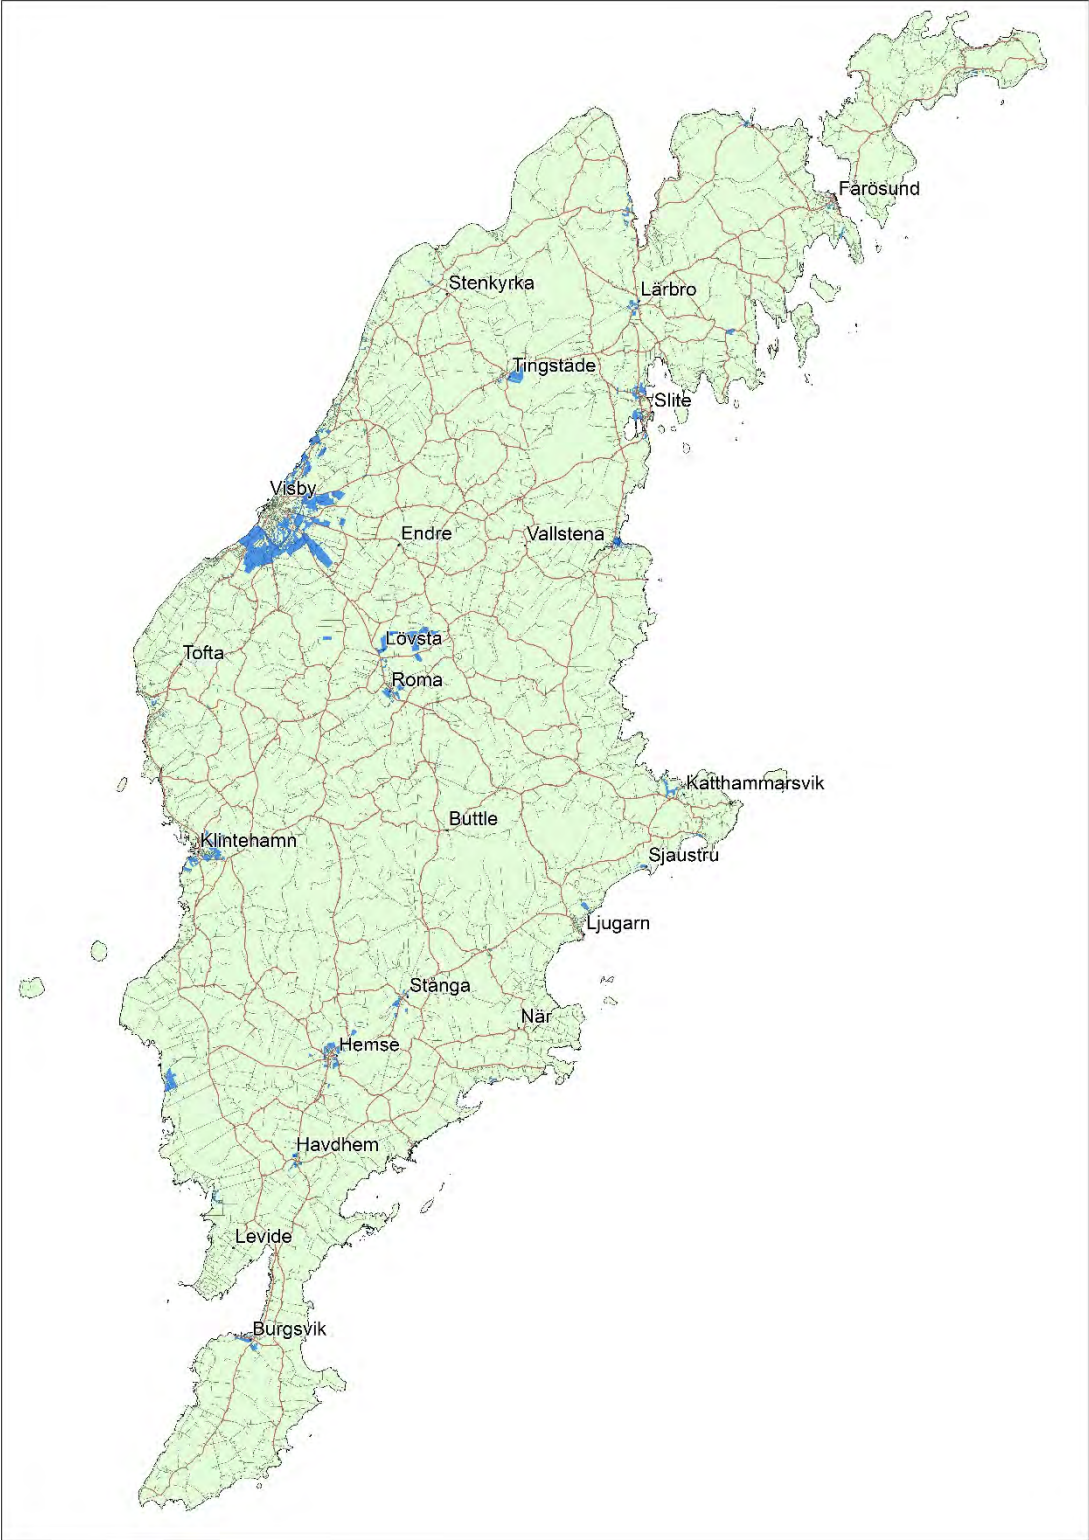 Fårösund
Stenkyrka
Lärbro
Tingstäde
Slite
Visby
Endre
Vallstena
Lövsta
Tofta
Roma
Katthammarsvik
Buttle
Klintehamn
Sjaustru
Ljugarn
Stånga
När
Hemse
Havdhem
Levide
Burgsvik